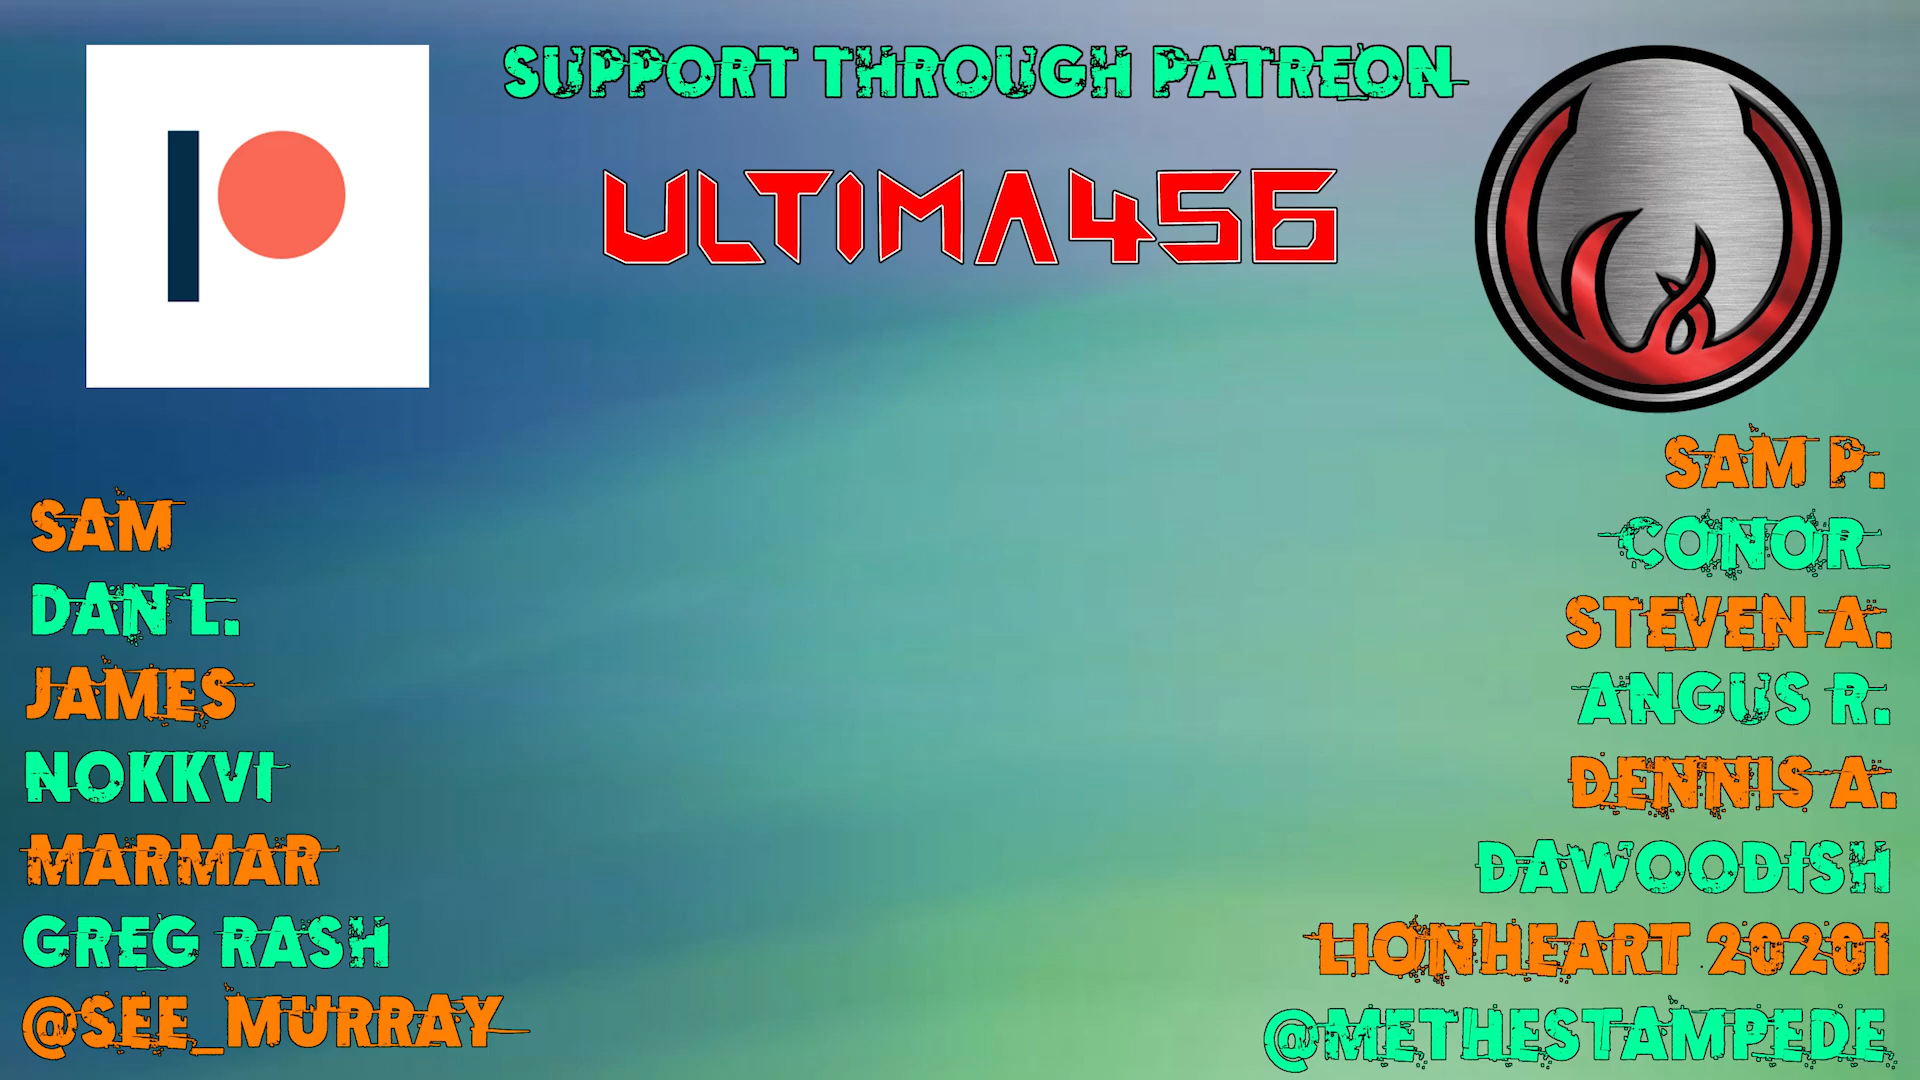 SUPPORT THROUGH PATREON
ULTIMA456
SAM
DAN L.
JAMES
NOKKVI
MARMAR
GREG RASH
@SEE_MURRAY
SAM P.
CONOR
STEVEN A.
ANGUS R.
DENNIS A.
DAWOODISH
LIONHEART 20201
@METHESTAMPEDE